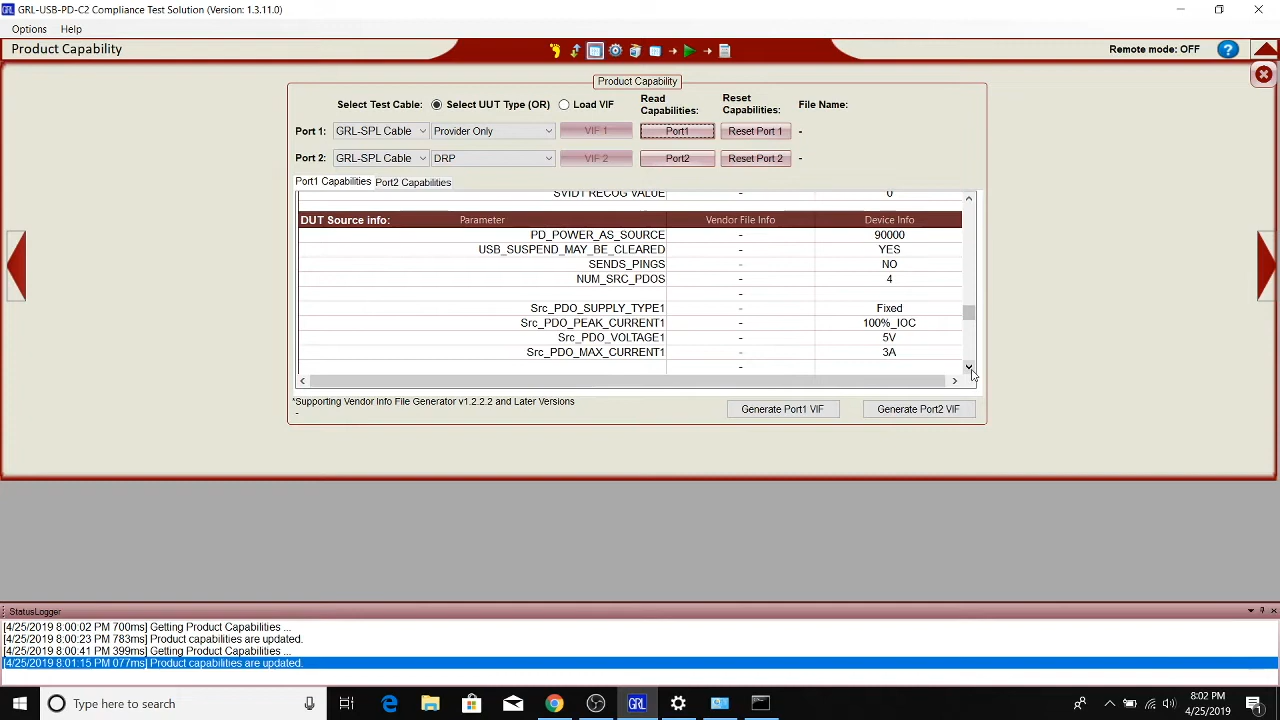 GRL-USB-PD-C2 Compliance Test Solution (Version: 1.3.11.0)
Options Help
Product Capability
Remote mode: OFF
Product Capability
Select Test Cable: Select UUT Type (OR) Load VIF Read Capabilities: Reset Capabilities: File Name:
Port 1: GRL-SPL Cable Provider Only VIF 1 Port1 Reset Port 1 -
Port 2: GRL-SPL Cable DRP VIF 2 Port2 Reset Port 2 -
Port1 Capabilities Port2 Capabilities
SVID1 RECOG VALUE - 0
DUT Source info: Parameter Vendor File Info Device Info
PD_POWER_AS_SOURCE - 90000
USB_SUSPEND_MAY_BE_CLEARED - YES
SENDS_PINGS - NO
NUM_SRC_PDOS - 4
-
Src_PDO_SUPPLY_TYPE1 - Fixed
Src_PDO_PEAK_CURRENT1 - 100%_IOC
Src_PDO_VOLTAGE1 - 5V
Src_PDO_MAX_CURRENT1 - 3A
-
*Supporting Vendor Info File Generator v1.2.2.2 and Later Versions
-
Generate Port1 VIF Generate Port2 VIF
StatusLogger
[4/25/2019 8:00:02 PM 700ms] Getting Product Capabilities ...
[4/25/2019 8:00:23 PM 783ms] Product capabilities are updated.
[4/25/2019 8:00:41 PM 399ms] Getting Product Capabilities ...
[4/25/2019 8:01:15 PM 077ms] Product capabilities are updated.
Type here to search
GRL
8:02 PM
4/25/2019
1